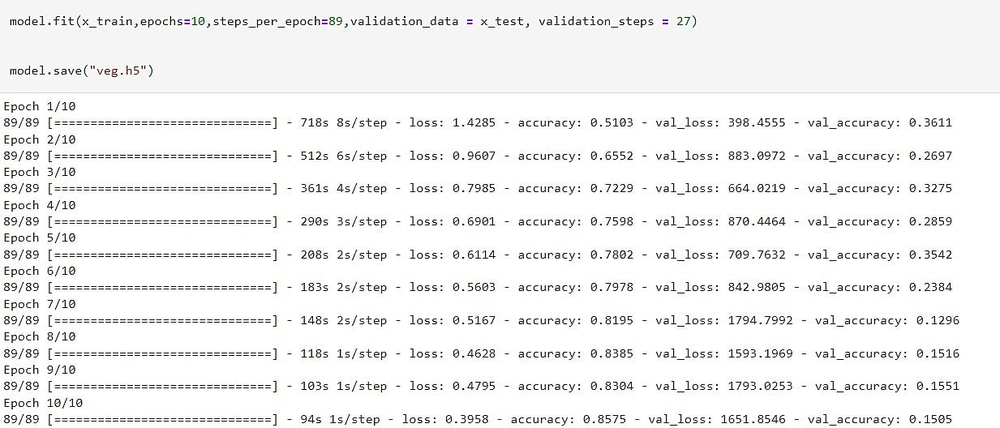 model.fit(x_train,epochs=10,steps_per_epoch=89,validation_data = x_test, validation_steps = 27)
model.save("veg.h5")
Epoch 1/10
89/89 [==============================] - 718s 8s/step - loss: 1.4285 - accuracy: 0.5103 - val_loss: 398.4555 - val_accuracy: 0.3611
Epoch 2/10
89/89 [==============================] - 512s 6s/step - loss: 0.9607 - accuracy: 0.6552 - val_loss: 883.0972 - val_accuracy: 0.2697
Epoch 3/10
89/89 [==============================] - 361s 4s/step - loss: 0.7985 - accuracy: 0.7229 - val_loss: 664.0219 - val_accuracy: 0.3275
Epoch 4/10
89/89 [==============================] - 290s 3s/step - loss: 0.6901 - accuracy: 0.7598 - val_loss: 870.4464 - val_accuracy: 0.2859
Epoch 5/10
89/89 [==============================] - 208s 2s/step - loss: 0.6114 - accuracy: 0.7802 - val_loss: 709.7632 - val_accuracy: 0.3542
Epoch 6/10
89/89 [==============================] - 183s 2s/step - loss: 0.5603 - accuracy: 0.7978 - val_loss: 842.9805 - val_accuracy: 0.2384
Epoch 7/10
89/89 [==============================] - 148s 2s/step - loss: 0.5167 - accuracy: 0.8195 - val_loss: 1794.7992 - val_accuracy: 0.1296
Epoch 8/10
89/89 [==============================] - 118s 1s/step - loss: 0.4628 - accuracy: 0.8385 - val_loss: 1593.1969 - val_accuracy: 0.1516
Epoch 9/10
89/89 [==============================] - 103s 1s/step - loss: 0.4795 - accuracy: 0.8304 - val_loss: 1793.0253 - val_accuracy: 0.1551
Epoch 10/10
89/89 [==============================] - 94s 1s/step - loss: 0.3958 - accuracy: 0.8575 - val_loss: 1651.8546 - val_accuracy: 0.1505